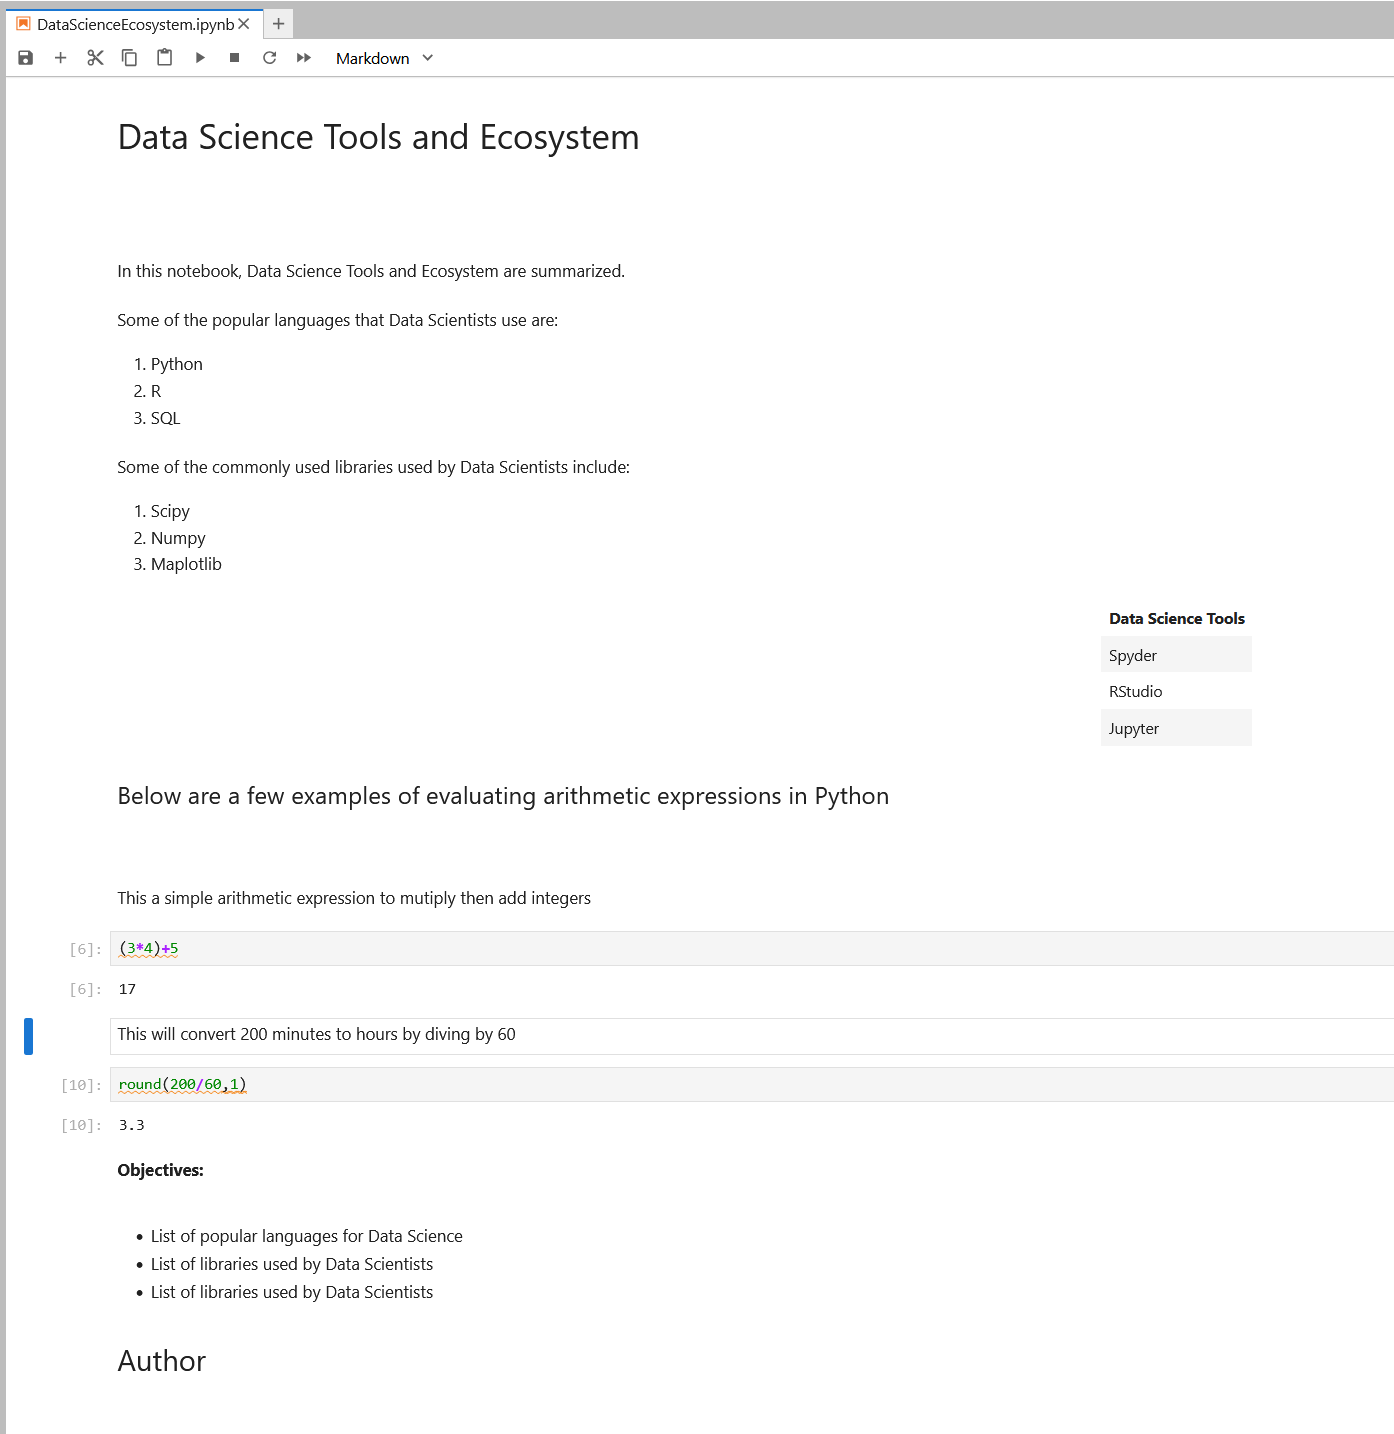 DataScienceEcosystem.ipynb
Markdown
Data Science Tools and Ecosystem
In this notebook, Data Science Tools and Ecosystem are summarized.
Some of the popular languages that Data Scientists use are:
1. Python
2. R
3. SQL
Some of the commonly used libraries used by Data Scientists include:
1. Scipy
2. Numpy
3. Maplotlib
Data Science Tools
Spyder
RStudio
Jupyter
Below are a few examples of evaluating arithmetic expressions in Python
This a simple arithmetic expression to mutiply then add integers
[6]: (3*4)+5
[6]: 17
This will convert 200 minutes to hours by diving by 60
[10]: round(200/60,1)
[10]: 3.3
Objectives:
• List of popular languages for Data Science
• List of libraries used by Data Scientists
• List of libraries used by Data Scientists
Author